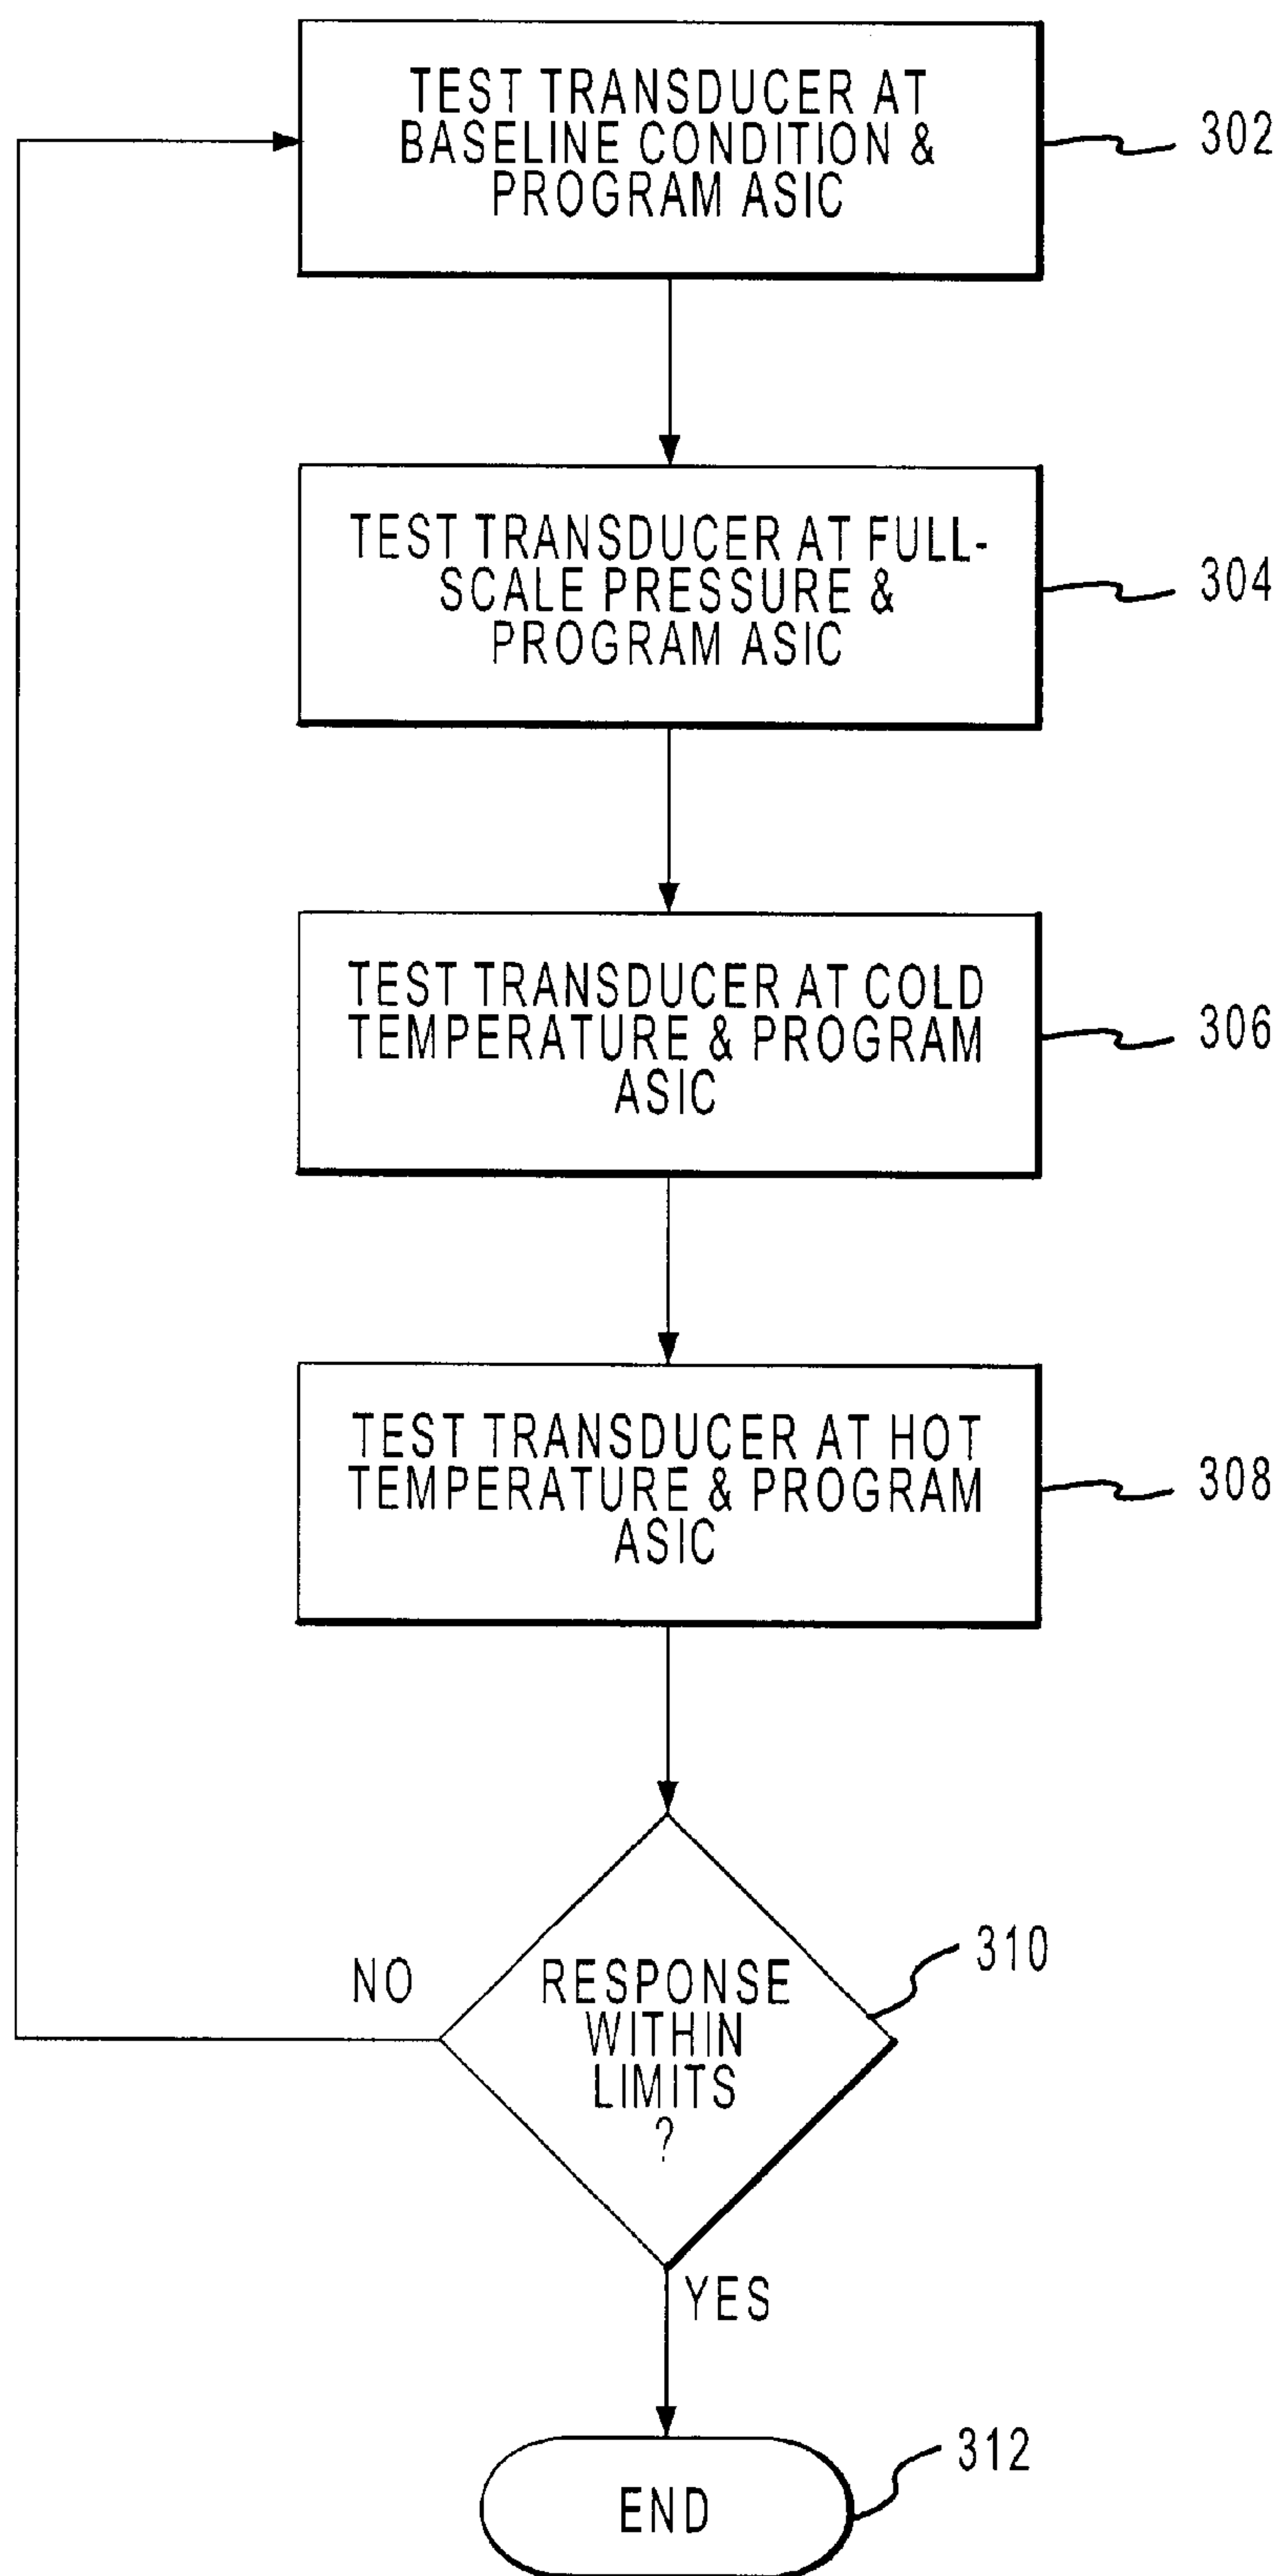 TEST TRANSDUCER AT
BASELINE CONDITION &
PROGRAM ASIC
302
TEST TRANSDUCER AT FULL-
SCALE PRESSURE &
PROGRAM ASIC
304
TEST TRANSDUCER AT COLD
TEMPERATURE & PROGRAM
ASIC
306
TEST TRANSDUCER AT HOT
TEMPERATURE & PROGRAM
ASIC
308
RESPONSE
WITHIN
LIMITS
?
310
NO
YES
END
312